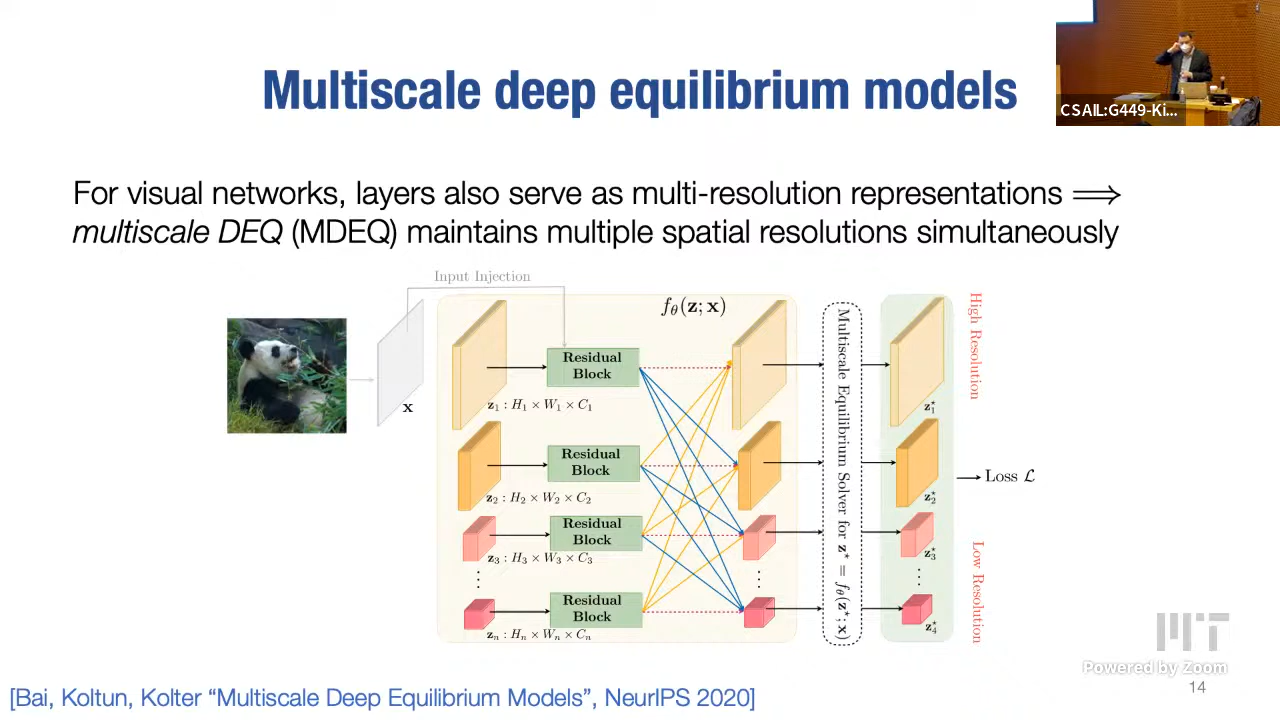 Multiscale deep equilibrium models
CSAIL:G449-Ki...
For visual networks, layers also serve as multi-resolution representations ⟹
multiscale DEQ (MDEQ) maintains multiple spatial resolutions simultaneously
Input Injection
x
f_θ(z; x)
Residual
Block
z₁ : H₁ × W₁ × C₁
Residual
Block
z₂ : H₂ × W₂ × C₂
Residual
Block
z₃ : H₃ × W₃ × C₃
⋮
Residual
Block
zₙ : Hₙ × Wₙ × Cₙ
⋮
Multiscale Equilibrium Solver for z* = f_θ(z*; x)
z₁*
z₂*
z₃*
⋮
z₄*
High Resolution
Loss ℒ
Low Resolution
MIT
Powered by Zoom
14
[Bai, Koltun, Kolter “Multiscale Deep Equilibrium Models”, NeurIPS 2020]